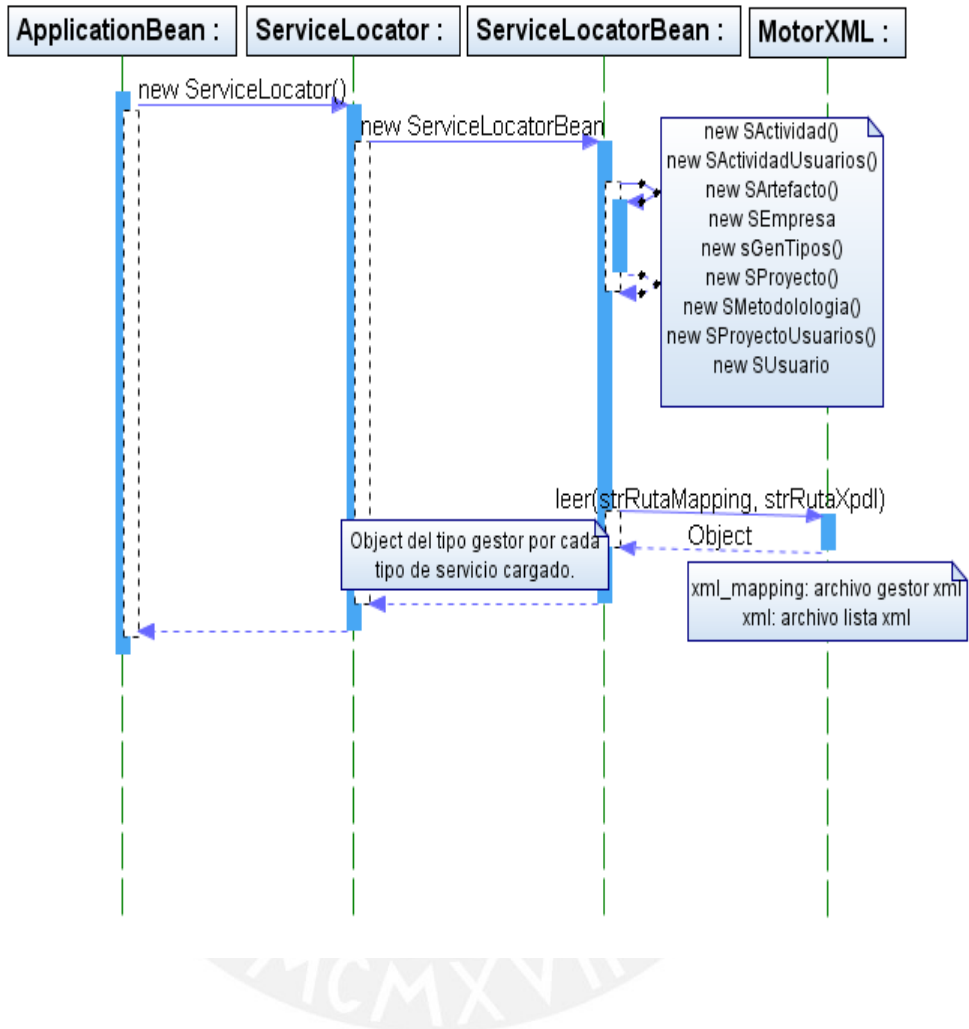 ApplicationBean :
ServiceLocator :
ServiceLocatorBean :
MotorXML :
new ServiceLocator()
new ServiceLocatorBean
new SActividad()
new SActividadUsuarios()
new SArtefacto()
new SEmpresa
new sGenTipos()
new SProyecto()
new SMetodolologia()
new SProyectoUsuarios()
new SUsuario
leer(strRutaMapping, strRutaXpdl)
Object
Object del tipo gestor por cada
tipo de servicio cargado.
xml_mapping: archivo gestor xml
xml: archivo lista xml
MCMXVII